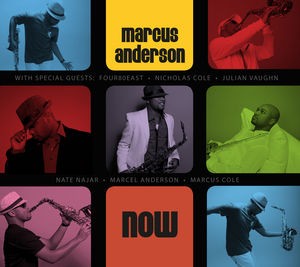 marcus
anderson
WITH SPECIAL GUESTS: FOUR80EAST • NICHOLAS COLE • JULIAN VAUGHN
NATE NAJAR • MARCEL ANDERSON • MARCUS COLE
now